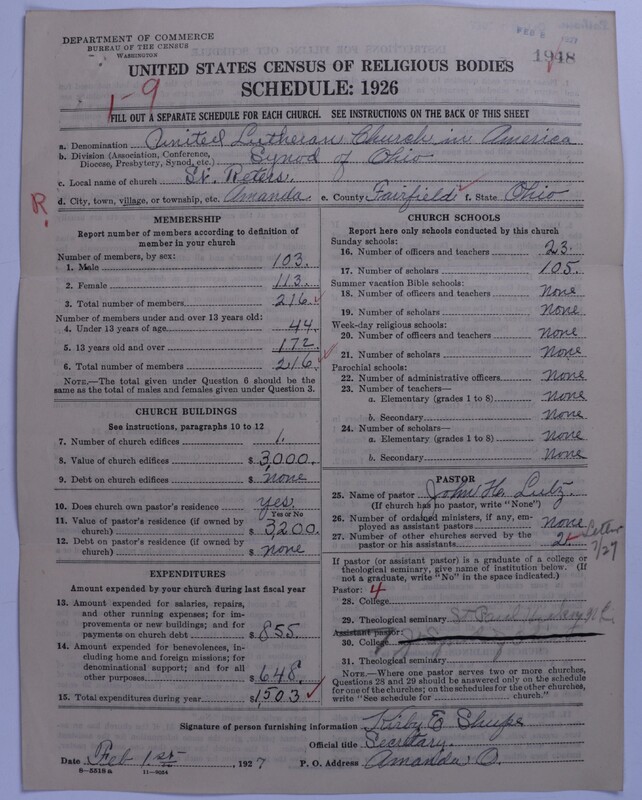 DEPARTMENT OF COMMERCE
BUREAU OF THE CENSUS
WASHINGTON
1948
UNITED STATES CENSUS OF RELIGIOUS BODIES
SCHEDULE: 1926
1-9
FILL OUT A SEPARATE SCHEDULE FOR EACH CHURCH. SEE INSTRUCTIONS ON THE BACK OF THIS SHEET
a. Denomination United Lutheran Church in America
b. Division (Association, Conference, Diocese, Presbytery, Synod, etc.) Synod of Ohio
c. Local name of church St. Peters.
d. City, town, village, or township, etc. Amanda. e. County Fairfield f. State Ohio
R.
MEMBERSHIP
Report number of members according to definition of member in your church
Number of members, by sex:
1. Male 103.
2. Female 113.
3. Total number of members 216
Number of members under and over 13 years old:
4. Under 13 years of age 44.
5. 13 years old and over 172.
6. Total number of members 216.
NOTE.—The total given under Question 6 should be the same as the total of males and females given under Question 3.
CHURCH BUILDINGS
See instructions, paragraphs 10 to 12
7. Number of church edifices 1.
8. Value of church edifices $ 3,000.
9. Debt on church edifices $ none
10. Does church own pastor's residence? yes.
Yes or No
11. Value of pastor's residence (if owned by church) $ 3,200.
12. Debt on pastor's residence (if owned by church) $ none
EXPENDITURES
Amount expended by your church during last fiscal year
13. Amount expended for salaries, repairs, and other running expenses; for improvements or new buildings; and for payments on church debt $ 855.
14. Amount expended for benevolences, including home and foreign missions; for denominational support; and for all other purposes $ 648.
15. Total expenditures during year $ 1,503
CHURCH SCHOOLS
Report here only schools conducted by this church
Sunday schools:
16. Number of officers and teachers 23.
17. Number of scholars 105.
Summer vacation Bible schools:
18. Number of officers and teachers None
19. Number of scholars None
Week-day religious schools:
20. Number of officers and teachers None
21. Number of scholars None
Parochial schools:
22. Number of administrative officers None
23. Number of teachers—
a. Elementary (grades 1 to 8) None
b. Secondary None
24. Number of scholars—
a. Elementary (grades 1 to 8) None
b. Secondary None
PASTOR
25. Name of pastor John H. Lutz.
(If church has no pastor, write "None")
26. Number of ordained ministers, if any, employed as assistant pastors None
27. Number of other churches served by the pastor or his assistants 2
Letter
7/27
If pastor (or assistant pastor) is a graduate of a college or theological seminary, give name of institution below. (If not a graduate, write "No" in the space indicated.)
Pastor: 4
28. College
29. Theological seminary St Paul
Assistant pastor:
30. College
31. Theological seminary
NOTE.—Where one pastor serves two or more churches, Questions 28 and 29 should be answered only on the schedule for one of the churches; on the schedules for the other churches, write "See schedule for church."
Signature of person furnishing information Kirby E Shupe
Official title Secretary.
Date Feb 1st, 1927 P. O. Address Amanda O.
8-5518a 11-9054